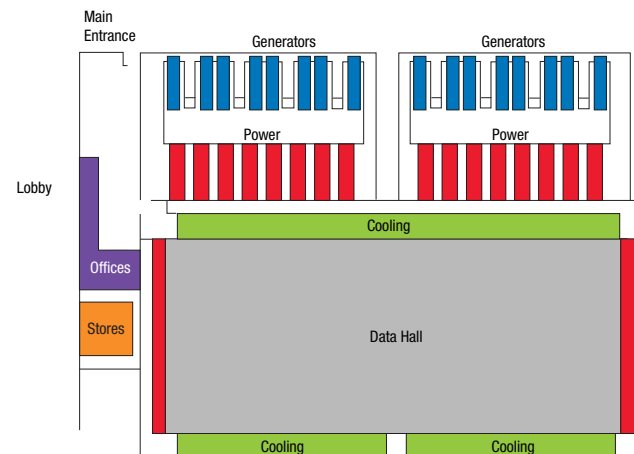 Main
Entrance
Generators
Generators
Power
Power
Lobby
Cooling
Offices
Stores
Data Hall
Cooling
Cooling